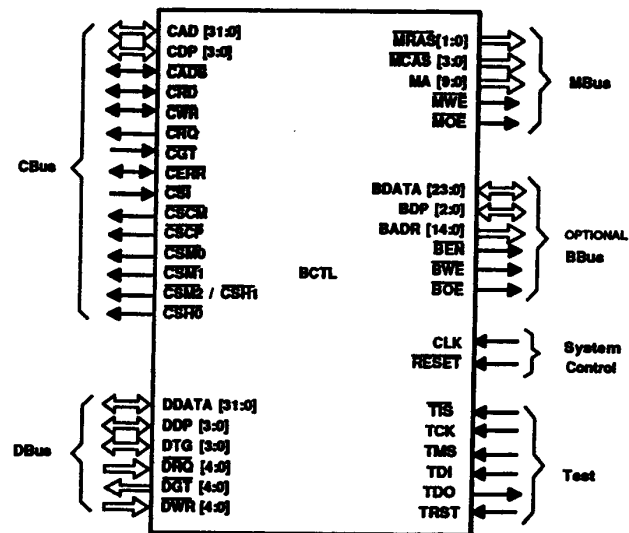 CBus
CAD [31:0]
CDP [3:0]
CADS
CRD
CWR
CRQ
CGT
CERR
CSI
CSCM
CSCP
CSM0
CSM1
CSM2 / CSH1
CSH0
DBus
DDATA [31:0]
DDP [3:0]
DTG [3:0]
DRQ [4:0]
DGT [4:0]
DWR [4:0]
BCTL
MRAS[1:0]
MCAS [3:0]
MA [9:0]
MWE
MOE
MBus
BDATA [23:0]
BDP [2:0]
BADR [14:0]
BEN
BWE
BOE
OPTIONAL
BBus
CLK
RESET
System
Control
TIS
TCK
TMS
TDI
TDO
TRST
Test